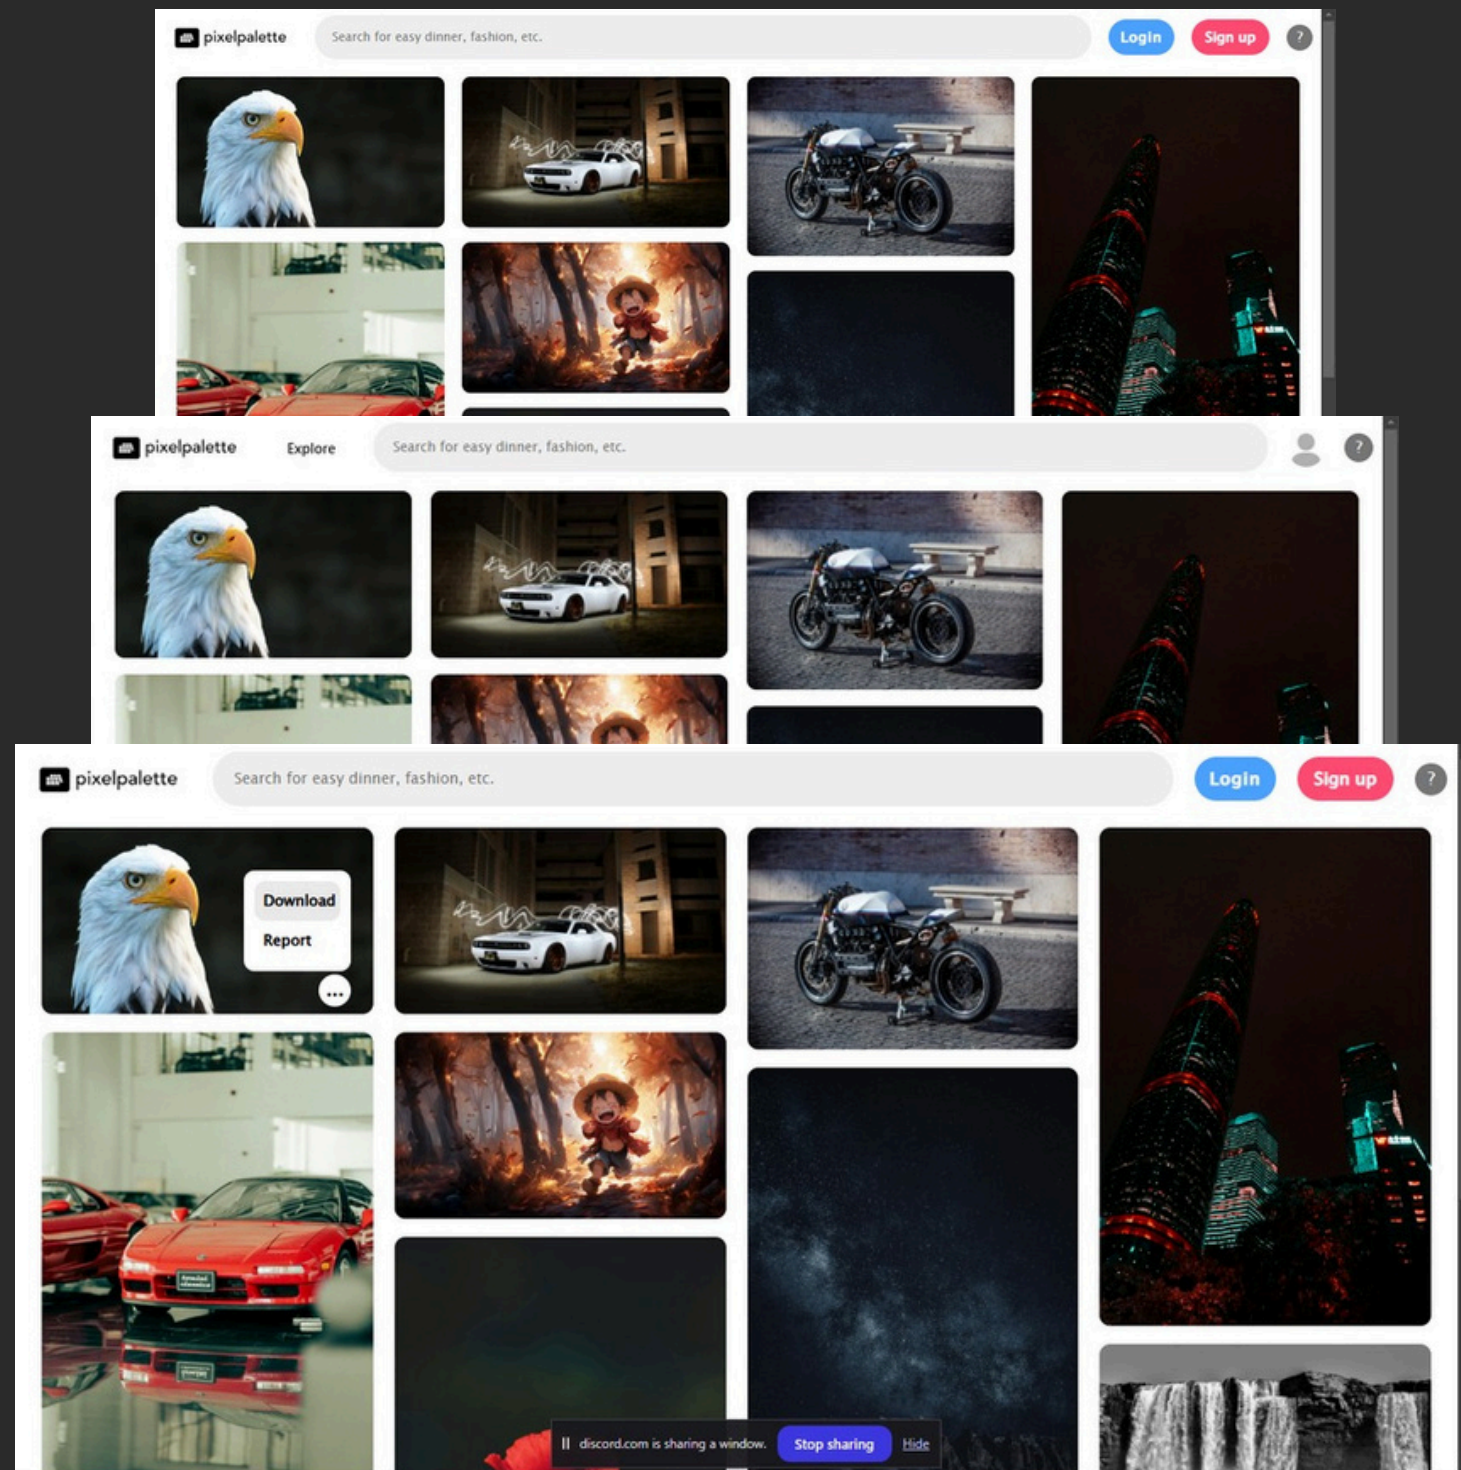 pixelpalette Search for easy dinner, fashion, etc. Login Sign up ?
pixelpalette Explore Search for easy dinner, fashion, etc. ?
pixelpalette Search for easy dinner, fashion, etc. Login Sign up ?
Download
Report
...
discord.com is sharing a window. Stop sharing Hide